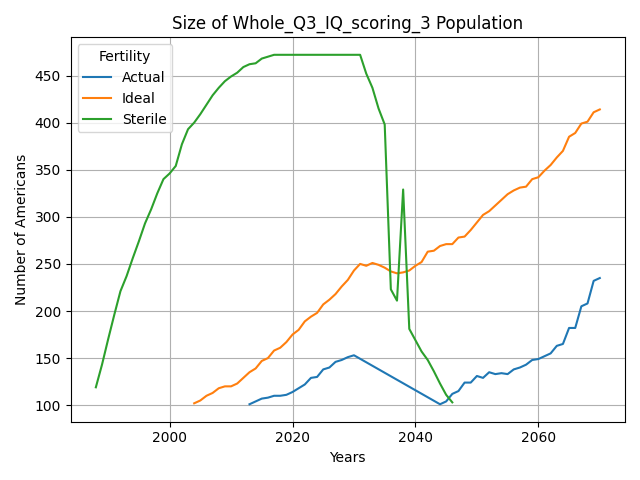 Size of Whole_Q3_IQ_scoring_3 Population
Fertility
Actual
Ideal
Sterile
Number of Americans
450
400
350
300
250
200
150
100
2000
2020
2040
2060
Years